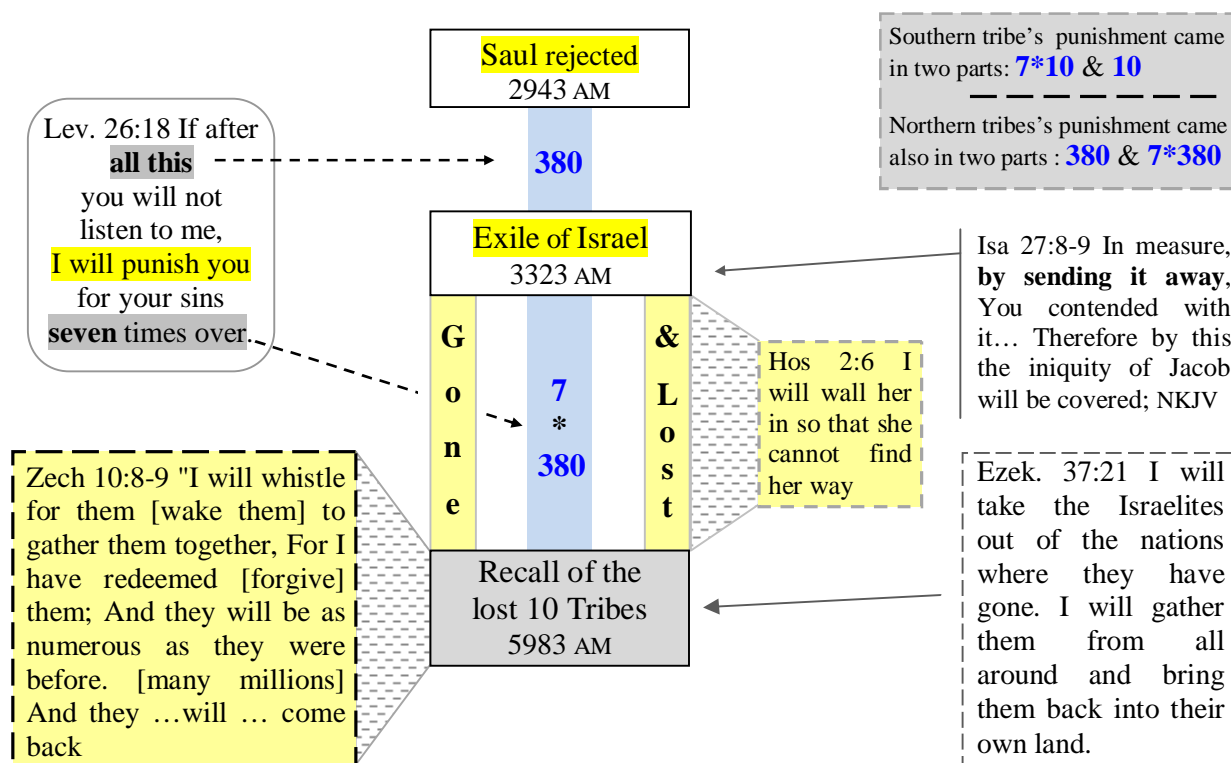 Saul rejected
2943 AM
Southern tribe’s punishment came
in two parts: 7*10 & 10
Northern tribes’s punishment came
also in two parts : 380 & 7*380
Lev. 26:18 If after
all this
you will not
listen to me,
I will punish you
for your sins
seven times over.
380
Exile of Israel
3323 AM
Isa 27:8-9 In measure,
by sending it away,
You contended with
it… Therefore by this
the iniquity of Jacob
will be covered; NKJV
G
o
n
e
7
*
380
&
L
o
s
t
Hos 2:6 I
will wall her
in so that she
cannot find
her way
Zech 10:8-9 "I will whistle
for them [wake them] to
gather them together, For I
have redeemed [forgive]
them; And they will be as
numerous as they were
before. [many millions]
And they …will … come
back
Recall of the
lost 10 Tribes
5983 AM
Ezek. 37:21 I will
take the Israelites
out of the nations
where they have
gone. I will gather
them from all
around and bring
them back into their
own land.